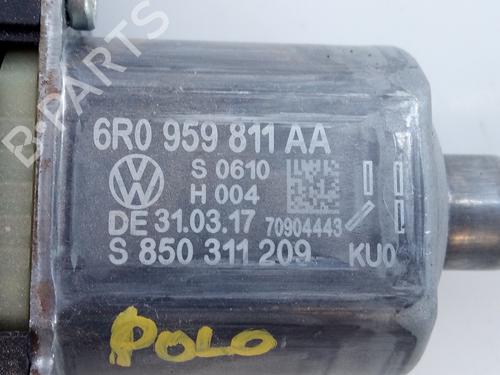 B-PARTS
6R0 959 811 AA
S 0610
H 004
DE 31.03.17 70904443
S 850 311 209 KU0
POLO